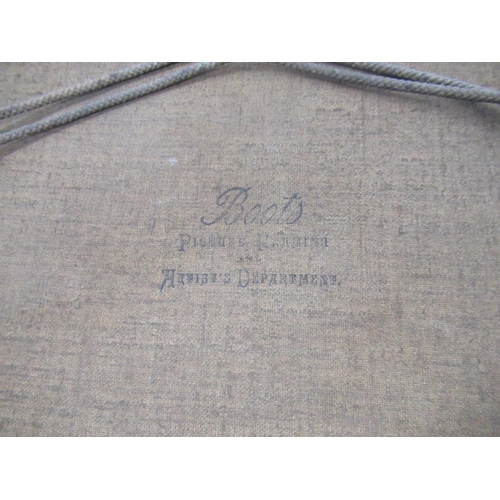 Boots
PICTURE FRAMING
AND
ARTIST'S DEPARTMENT.